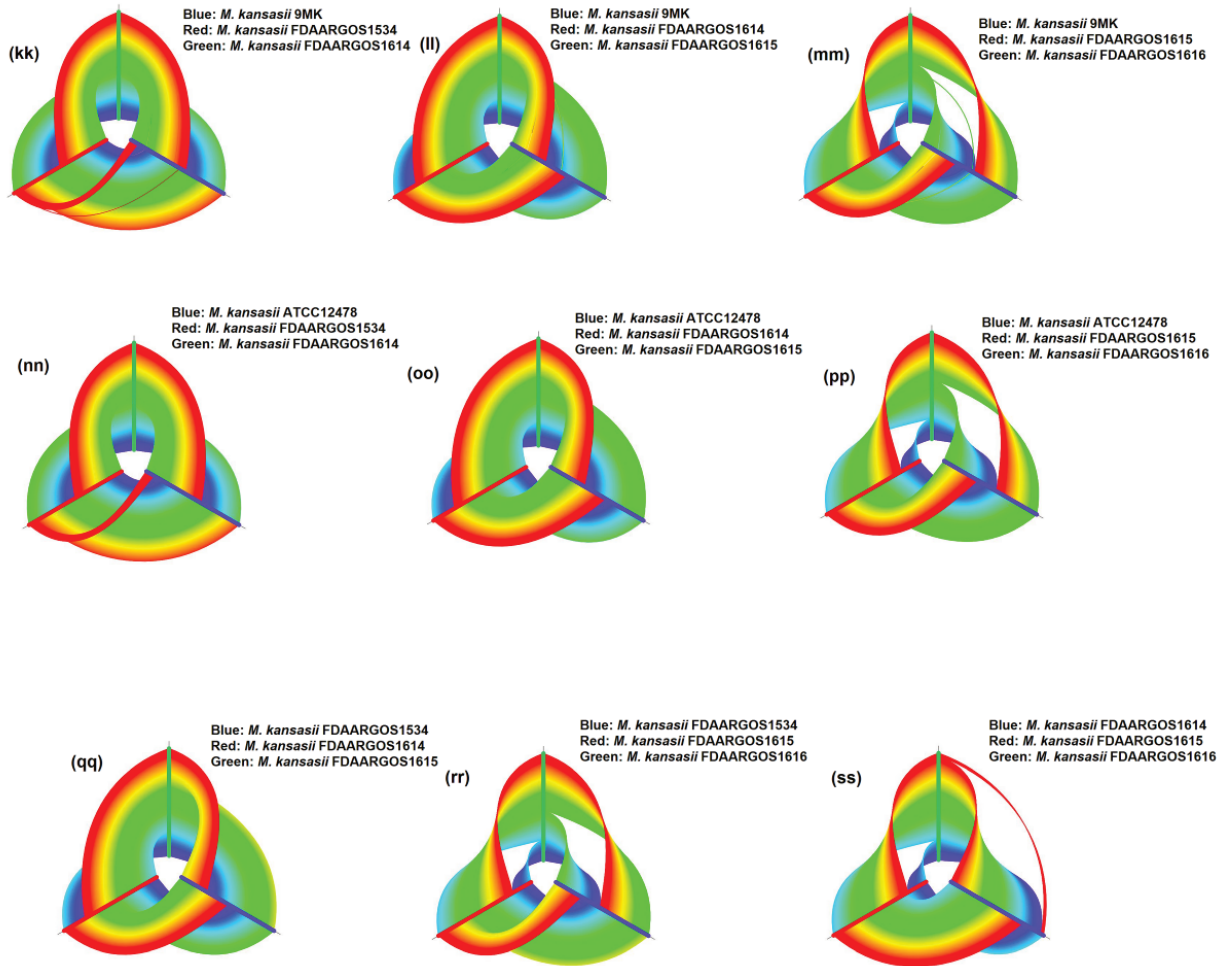 (kk)
Blue: M. kansasii 9MK
Red: M. kansasii FDAARGOS1534
Green: M. kansasii FDAARGOS1614
(ll)
Blue: M. kansasii 9MK
Red: M. kansasii FDAARGOS1614
Green: M. kansasii FDAARGOS1615
(mm)
Blue: M. kansasii 9MK
Red: M. kansasii FDAARGOS1615
Green: M. kansasii FDAARGOS1616
(nn)
Blue: M. kansasii ATCC12478
Red: M. kansasii FDAARGOS1534
Green: M. kansasii FDAARGOS1614
(oo)
Blue: M. kansasii ATCC12478
Red: M. kansasii FDAARGOS1614
Green: M. kansasii FDAARGOS1615
(pp)
Blue: M. kansasii ATCC12478
Red: M. kansasii FDAARGOS1615
Green: M. kansasii FDAARGOS1616
(qq)
Blue: M. kansasii FDAARGOS1534
Red: M. kansasii FDAARGOS1614
Green: M. kansasii FDAARGOS1615
(rr)
Blue: M. kansasii FDAARGOS1534
Red: M. kansasii FDAARGOS1615
Green: M. kansasii FDAARGOS1616
(ss)
Blue: M. kansasii FDAARGOS1614
Red: M. kansasii FDAARGOS1615
Green: M. kansasii FDAARGOS1616